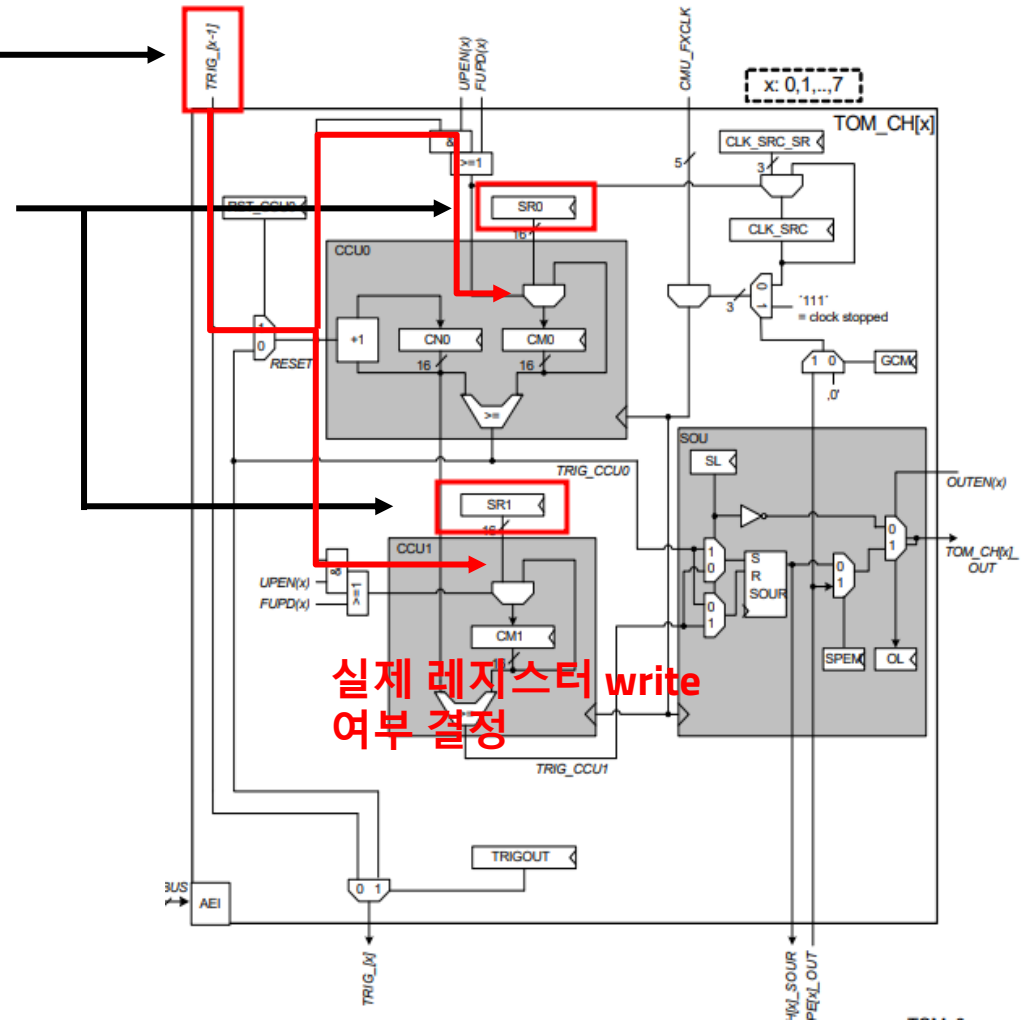 TRIG_[x-1]
UPEN(x)
FUPD(x)
CMU_FXCLK
x: 0,1,..,7
TOM_CH[x]
&
>=1
5
CLK_SRC_SR
3
RST_CCU0
SR0
16
CLK_SRC
CCU0
0
1
3
'111'
= clock stopped
1
0
RESET
+1
CN0
CM0
16
16
1 0
GCM
,0'
>=
SOU
SL
TRIG_CCU0
OUTEN(x)
SR1
16
0
1
TOM_CH[x]_
OUT
CCU1
&
>=1
UPEN(x)
FUPD(x)
1
0
S
R
SOUR
0
1
0
1
CM1
SPEM
OL
실제 레지스터 write
여부 결정
TRIG_CCU1
TRIGOUT
BUS
AEI
0 1
TRIG_[x]
H[x]_SOUR
PE[x]_OUT